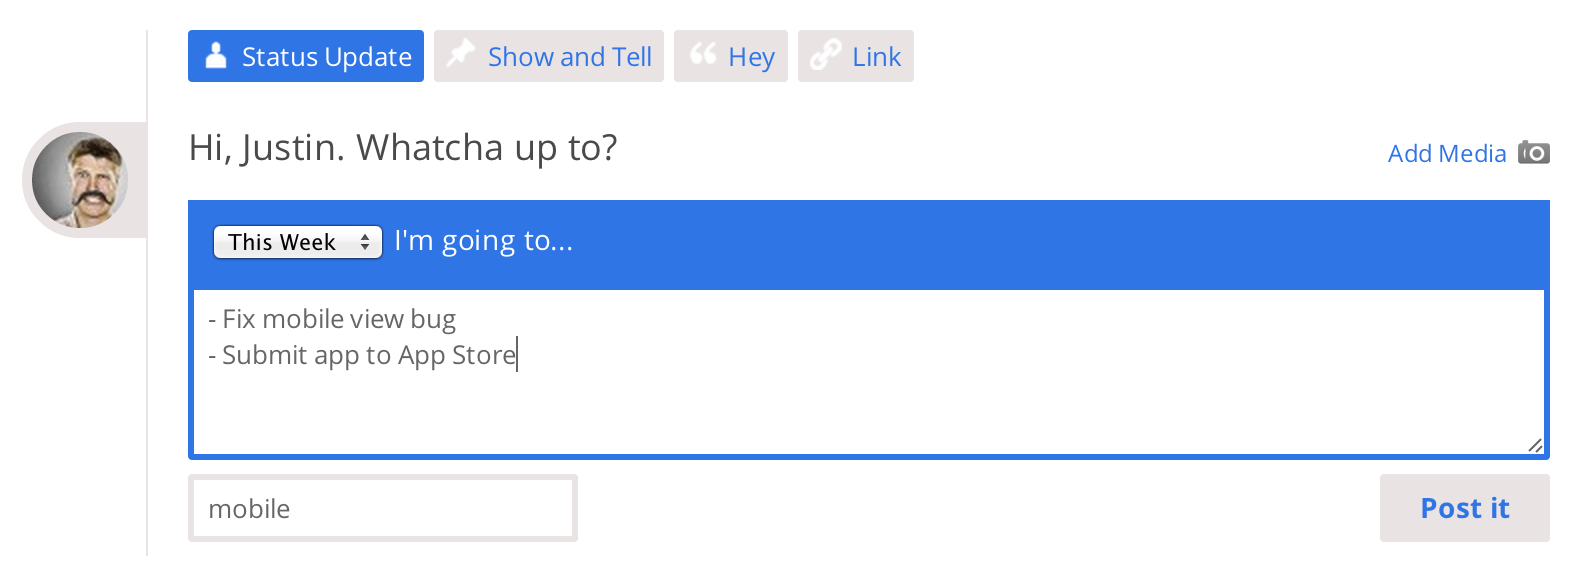 Status Update Show and Tell Hey Link
Hi, Justin. Whatcha up to?
Add Media
This Week I'm going to...
- Fix mobile view bug
- Submit app to App Store
mobile
Post it